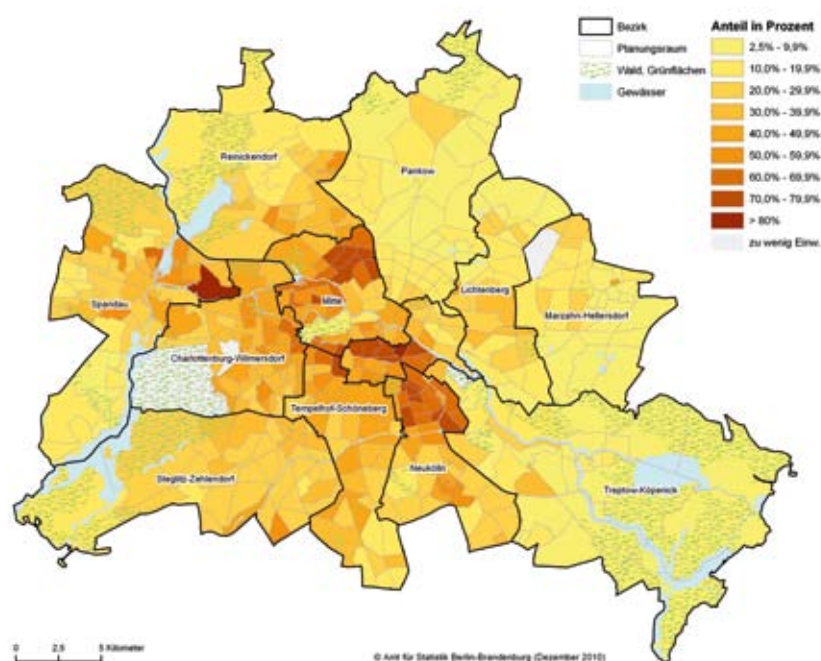 Bezirk
Planungsraum
Wald, Grünflächen
Gewässer
Anteil in Prozent
2,5% - 9,9%
10,0% - 19,9%
20,0% - 29,9%
30,0% - 39,9%
40,0% - 49,9%
50,0% - 59,9%
60,0% - 69,9%
70,0% - 79,9%
> 80%
zu wenig Einw.
Reinickendorf
Pankow
Spandau
Mitte
Lichtenberg
Marzahn-Hellersdorf
Charlottenburg-Wilmersdorf
Tempelhof-Schöneberg
Steglitz-Zehlendorf
Neukölln
Treptow-Köpenick
0 2,5 5 Kilometer
© Amt für Statistik Berlin-Brandenburg (Dezember 2010)